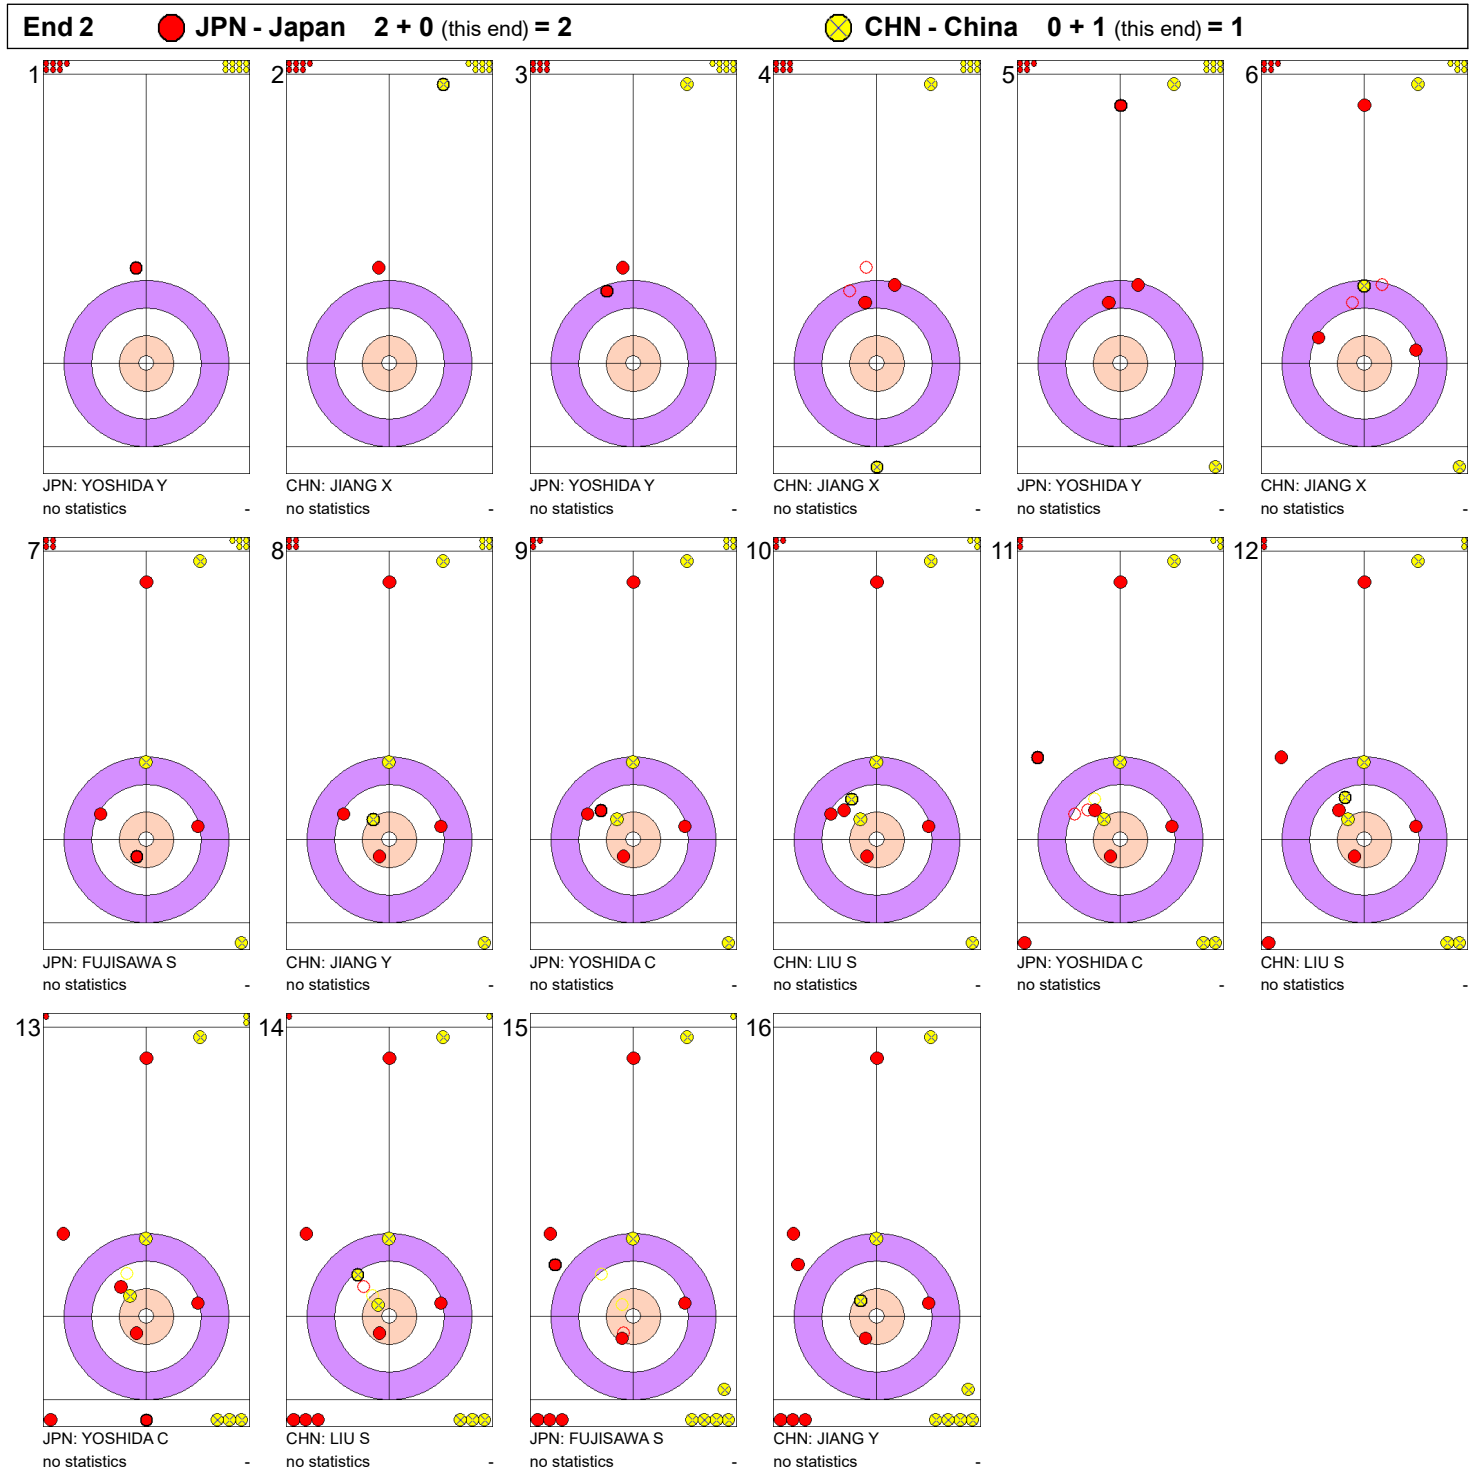 End 2 JPN - Japan 2 + 0 (this end) = 2 CHN - China 0 + 1 (this end) = 1
1 2 3 4 5 6
JPN: YOSHIDA Y CHN: JIANG X JPN: YOSHIDA Y CHN: JIANG X JPN: YOSHIDA Y CHN: JIANG X
no statistics - no statistics - no statistics - no statistics - no statistics - no statistics -
7 8 9 10 11 12
JPN: FUJISAWA S CHN: JIANG Y JPN: YOSHIDA C CHN: LIU S JPN: YOSHIDA C CHN: LIU S
no statistics - no statistics - no statistics - no statistics - no statistics - no statistics -
13 14 15 16
JPN: YOSHIDA C CHN: LIU S JPN: FUJISAWA S CHN: JIANG Y
no statistics - no statistics - no statistics - no statistics -